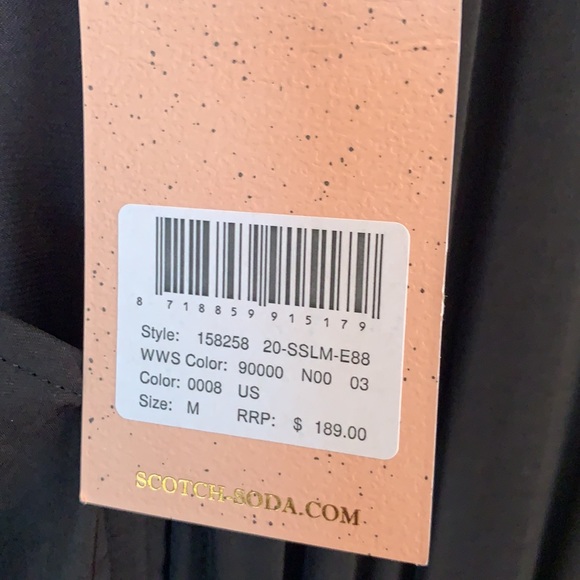 8 718859 915179
Style: 158258 20-SSLM-E88
WWS Color: 90000 N00 03
Color: 0008 US
Size: M RRP: $ 189.00
SCOTCH-SODA.COM